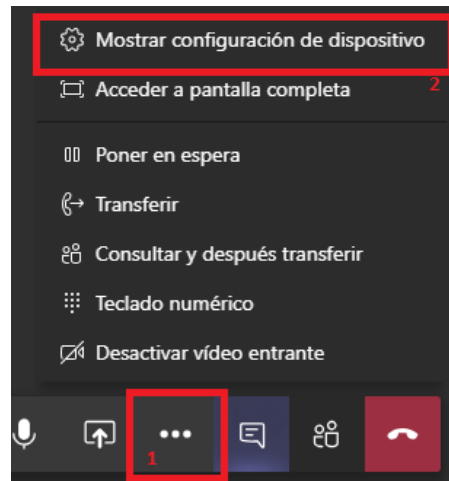 Mostrar configuración de dispositivo
Acceder a pantalla completa
2
Poner en espera
Transferir
Consultar y después transferir
Teclado numérico
Desactivar vídeo entrante
1